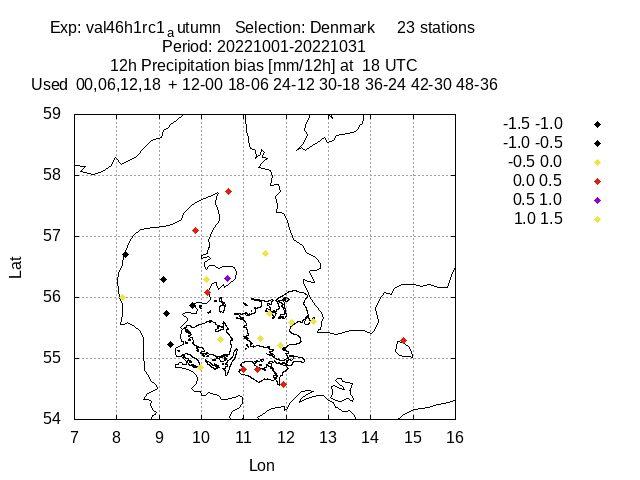 Exp: val46h1rc1a utumn Selection: Denmark 23 stations
Period: 20221001-20221031
12h Precipitation bias [mm/12h] at 18 UTC
Used 00,06,12,18 + 12-00 18-06 24-12 30-18 36-24 42-30 48-36
59
58
57
56
55
54
Lat
7 8 9 10 11 12 13 14 15 16
Lon
-1.5 -1.0
-1.0 -0.5
-0.5 0.0
0.0 0.5
0.5 1.0
1.0 1.5